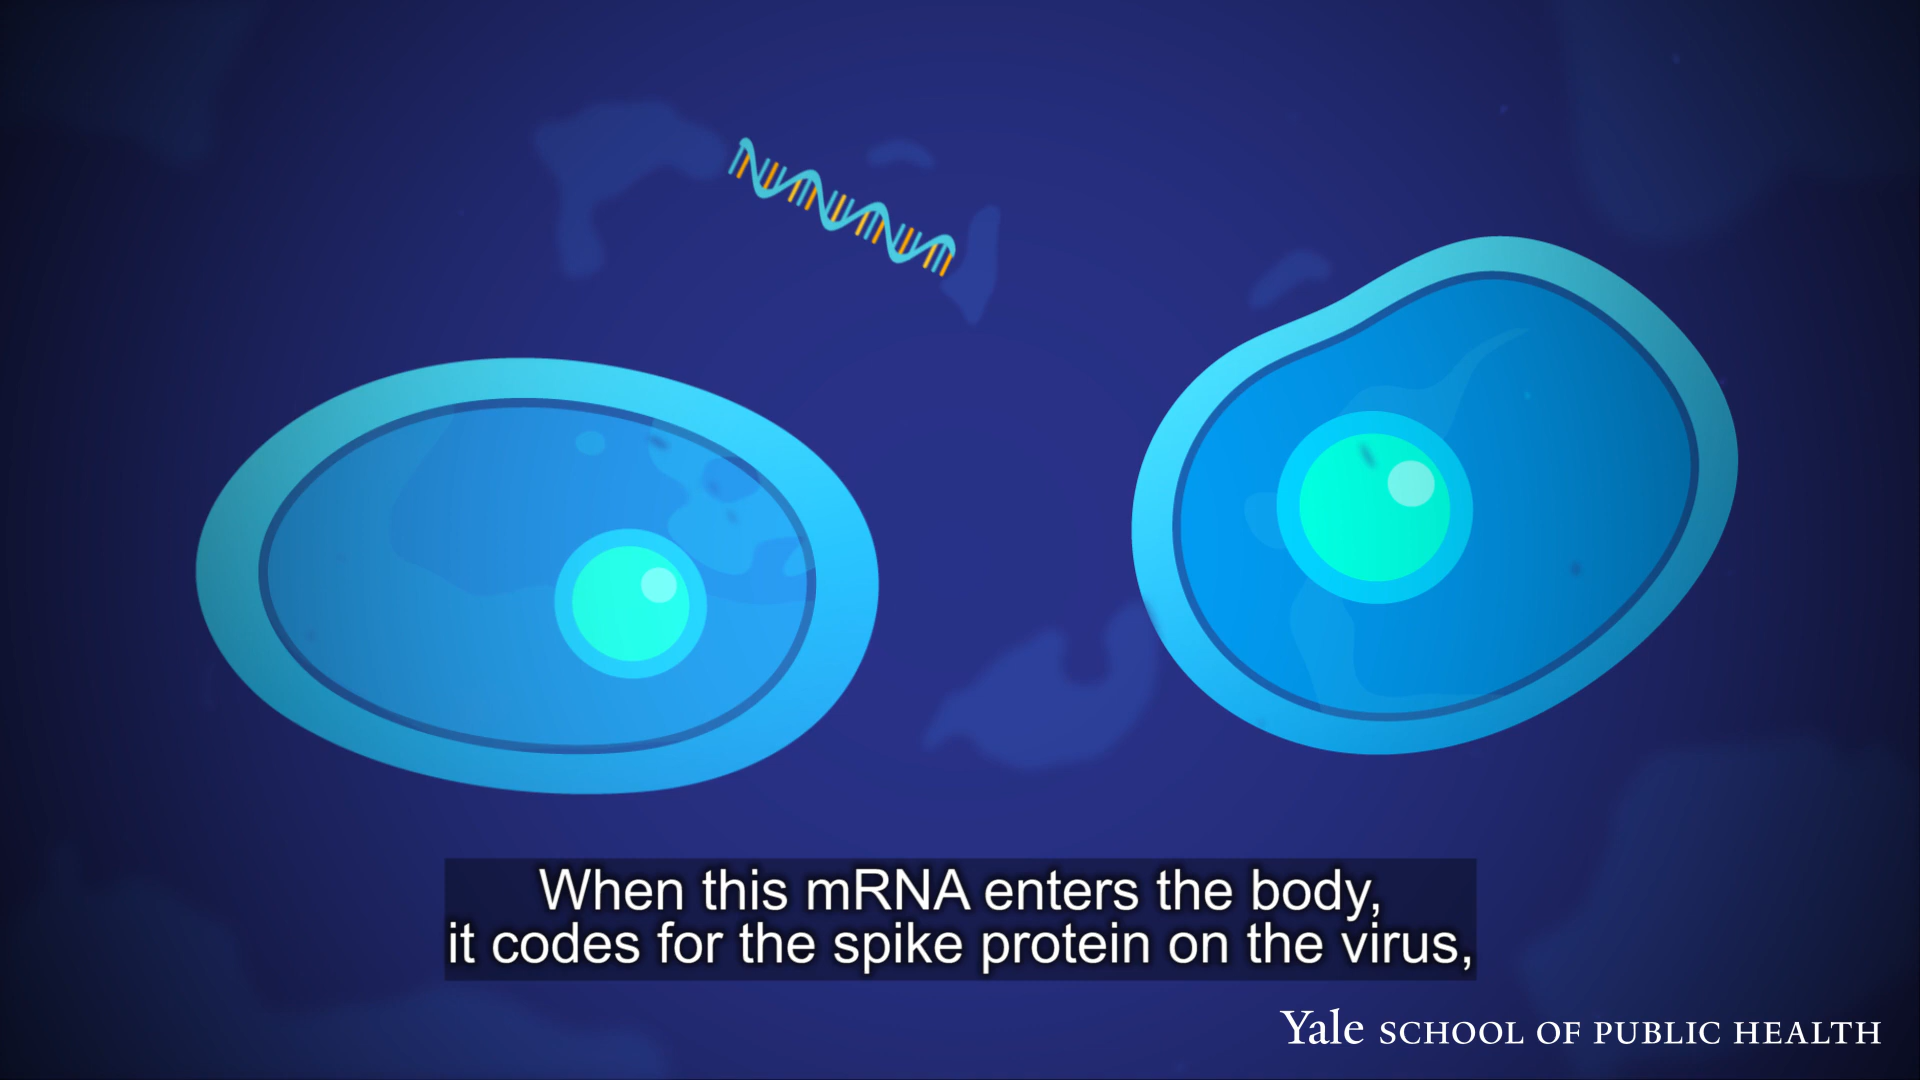 When this mRNA enters the body,
it codes for the spike protein on the virus,
Yale SCHOOL OF PUBLIC HEALTH